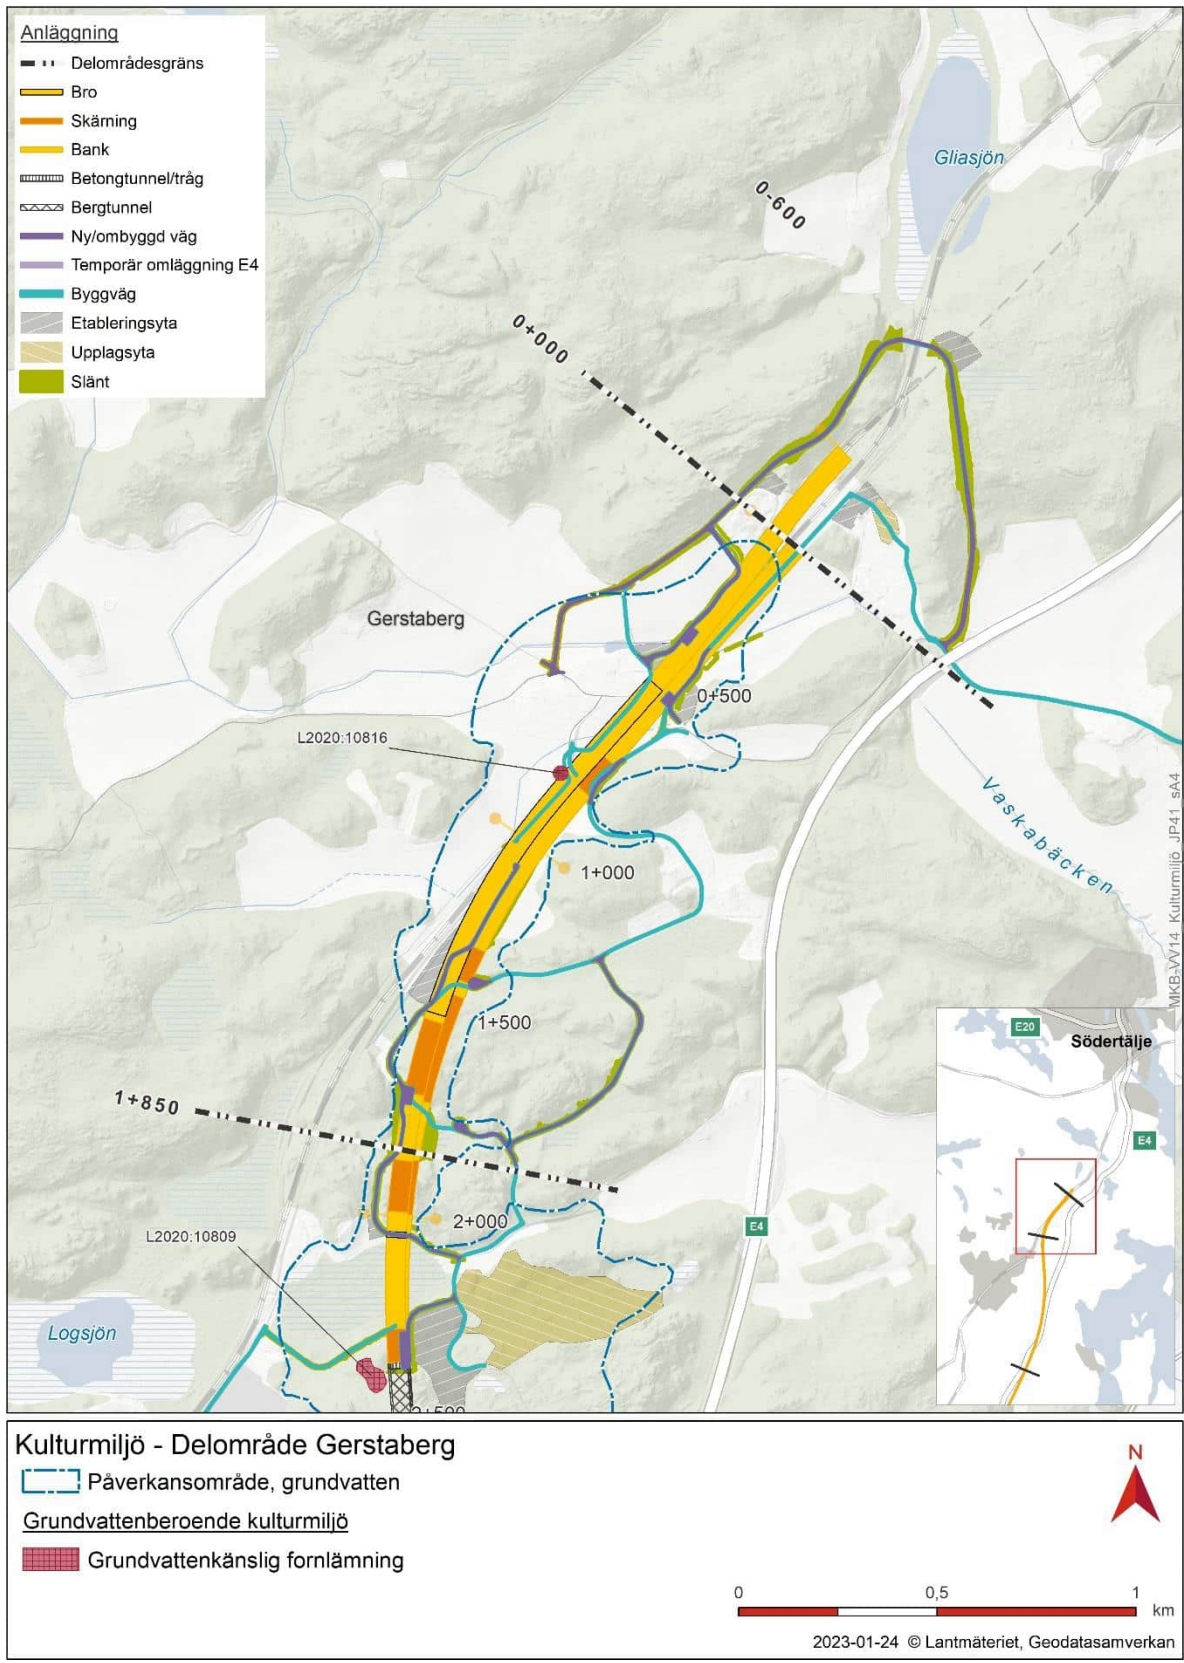 Anläggning
Delområdesgräns
Bro
Skärning
Bank
Betongtunnel/tråg
Bergtunnel
Ny/ombyggd väg
Temporär omläggning E4
Byggväg
Etableringsyta
Upplagsyta
Slänt
Gliasjön
0-600
0+000
Gerstaberg
0+500
L2020:10816
Vaskabäcken
1+000
1+500
1+850
2+000
L2020:10809
E4
Logsjön
2+500
MKB-VV14_Kulturmiljö_JP41_sA4
E20
Södertälje
E4
Kulturmiljö - Delområde Gerstaberg
Påverkansområde, grundvatten
Grundvattenberoende kulturmiljö
Grundvattenkänslig fornlämning
N
0 0,5 1
km
2023-01-24 © Lantmäteriet, Geodatasamverkan